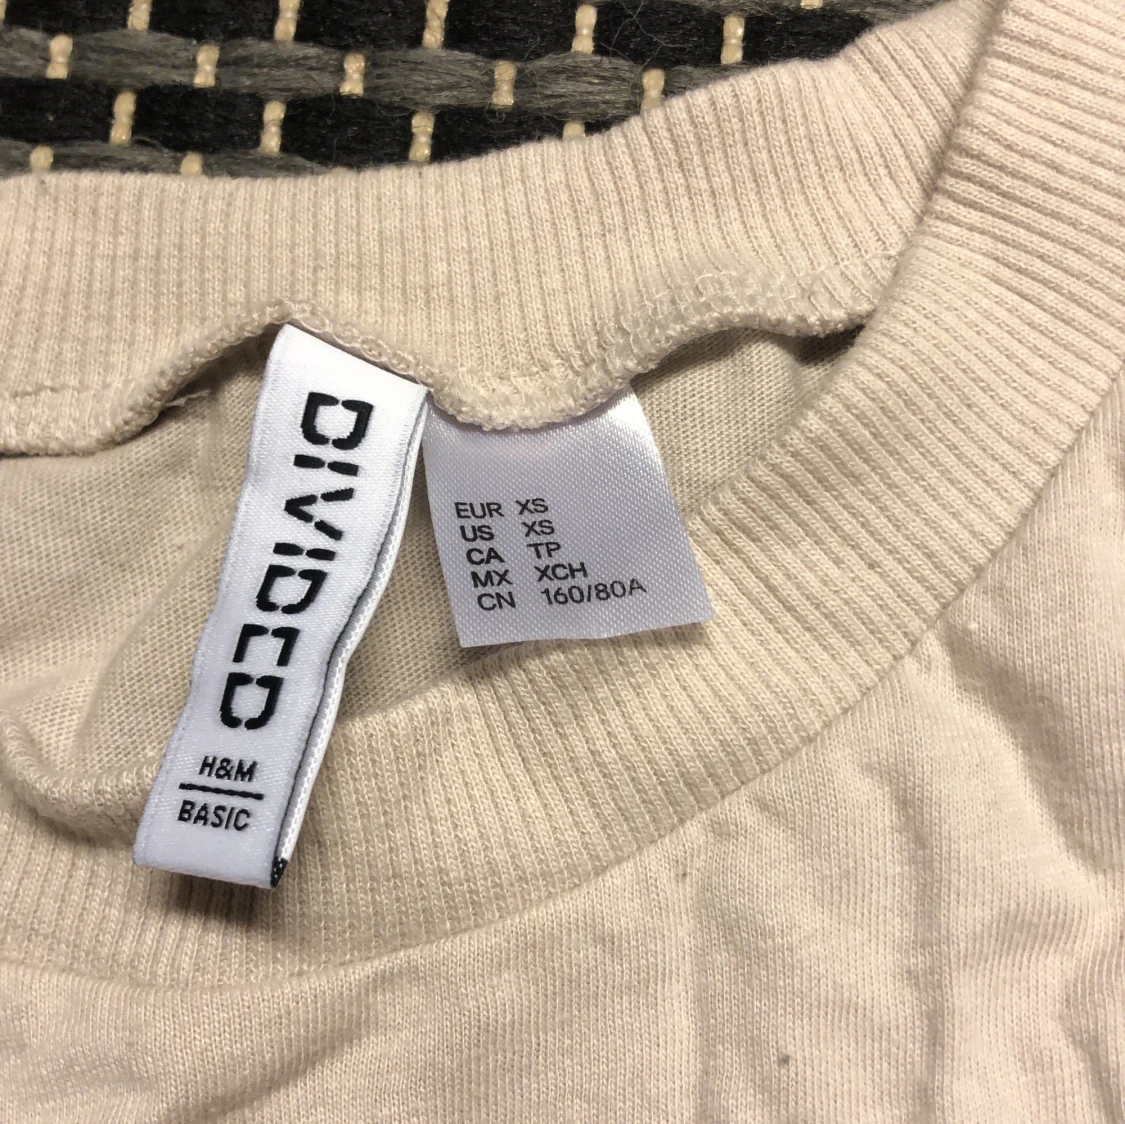 DIVIDED
H&M
BASIC
EUR XS
US XS
CA TP
MX XCH
CN 160/80A